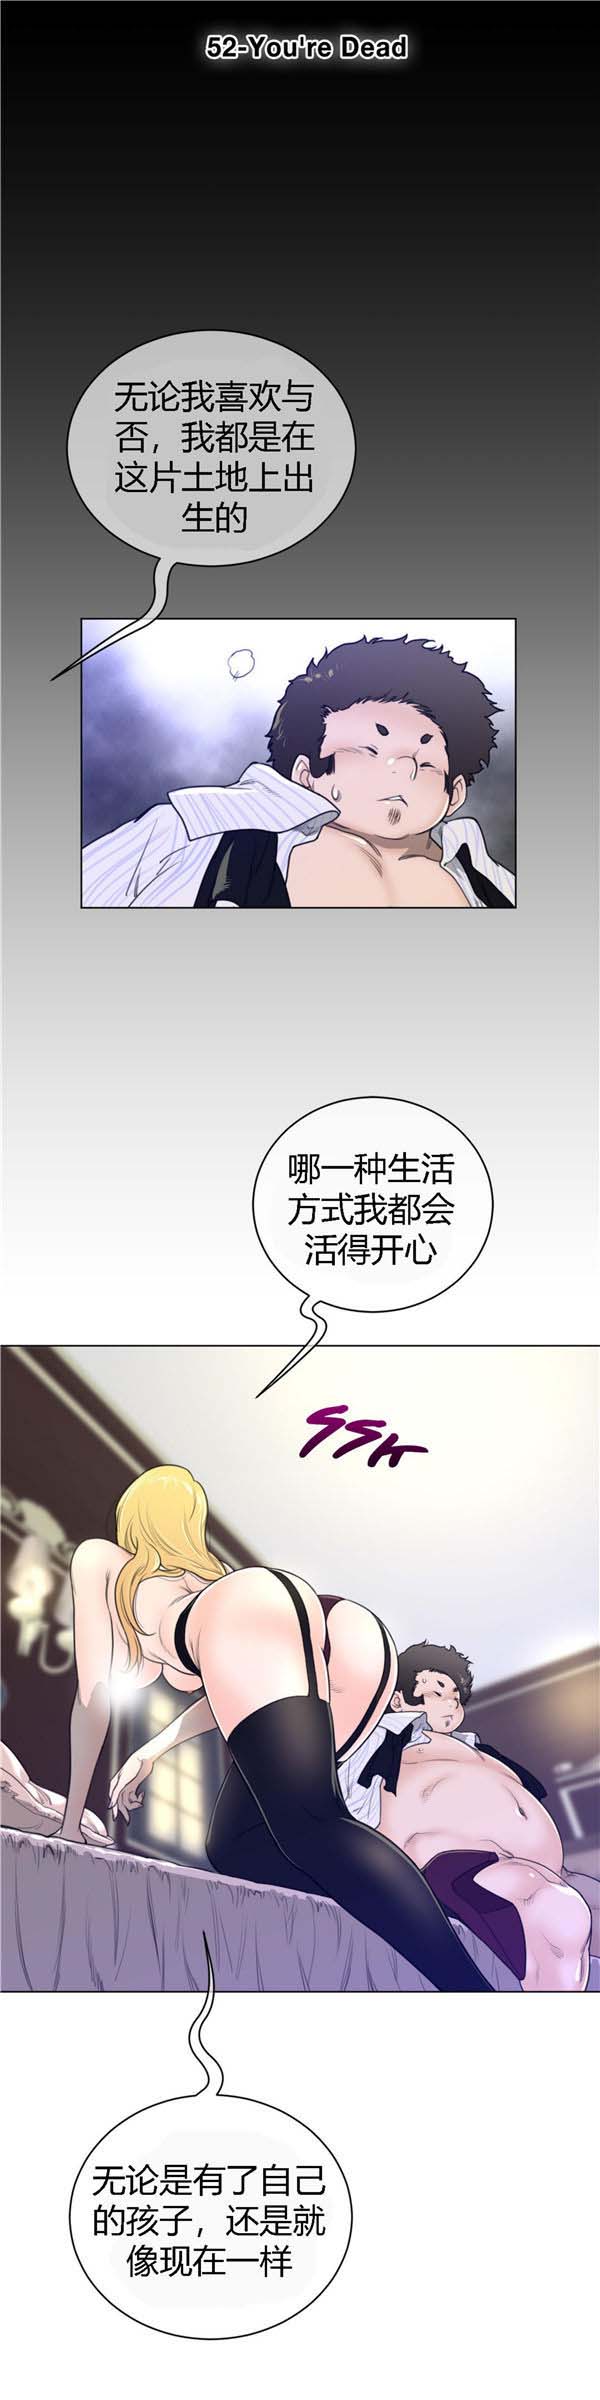 52-You're Dead
无论我喜欢与
否，我都是在
这片土地上出
生的
哪一种生活
方式我都会
活得开心
SSK
无论是有了自己
的孩子，还是就
像现在一样